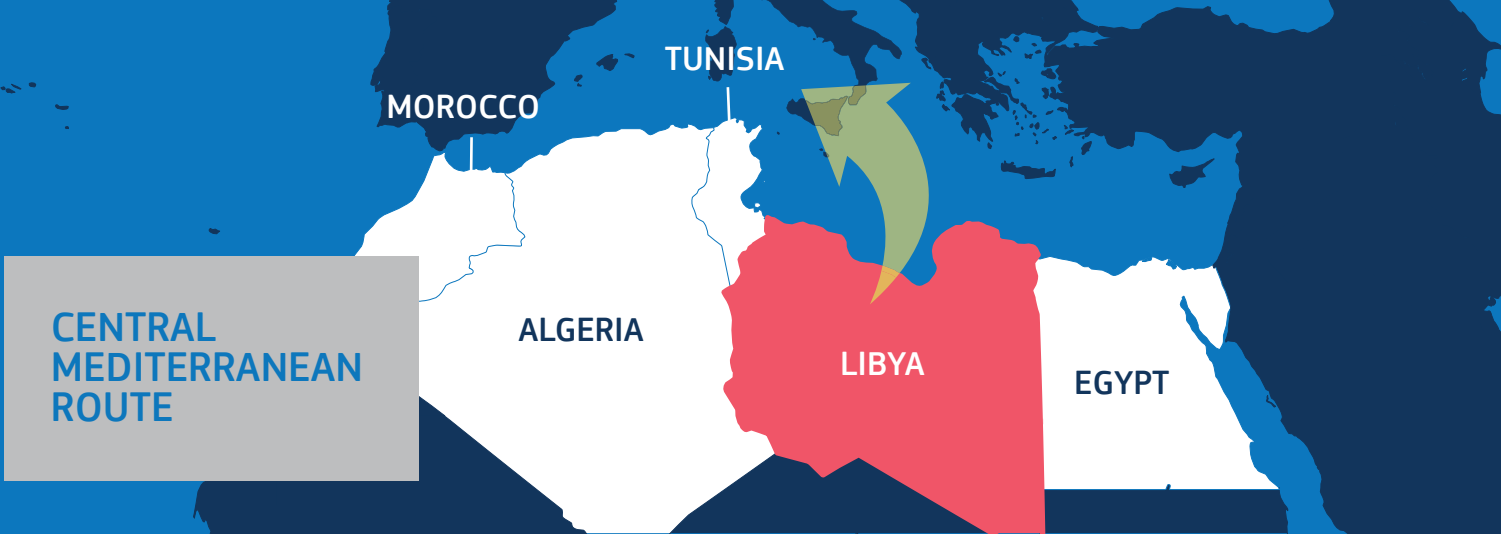 TUNISIA
MOROCCO
CENTRAL
MEDITERRANEAN
ROUTE
ALGERIA
LIBYA
EGYPT